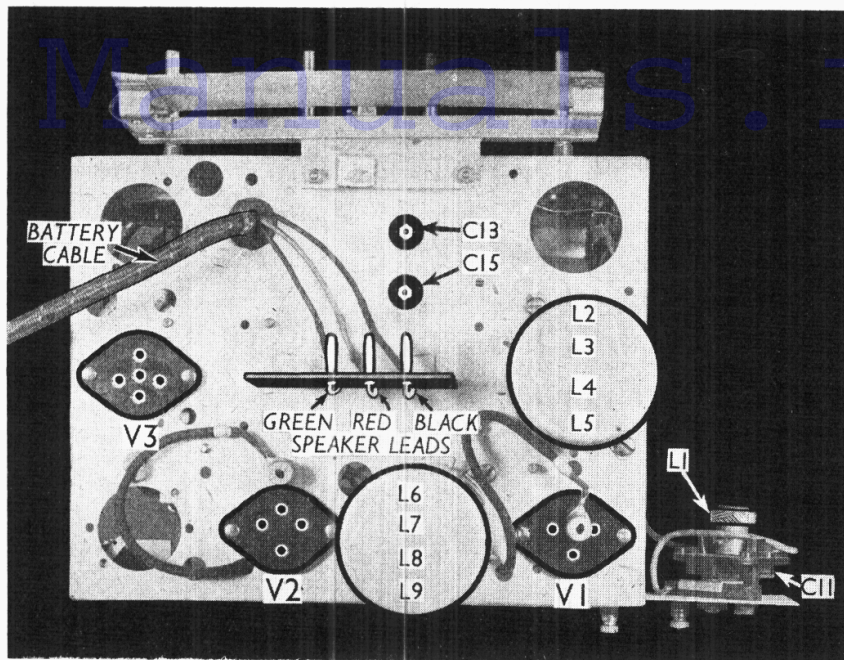 Manuals.
BATTERY
CABLE
C13
C15
L2
L3
L4
L5
V3
GREEN RED BLACK
SPEAKER LEADS
L6
L7
L8
L9
L1
V2
V1
C11